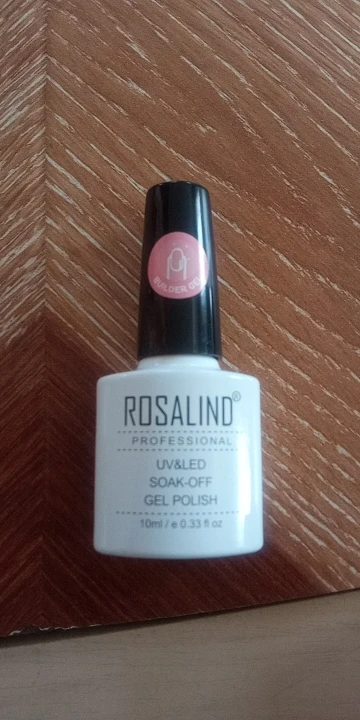 BUILDER GEL
ROSALIND®
PROFESSIONAL
UV&LED
SOAK-OFF
GEL POLISH
10ml / e 0.33 fl oz